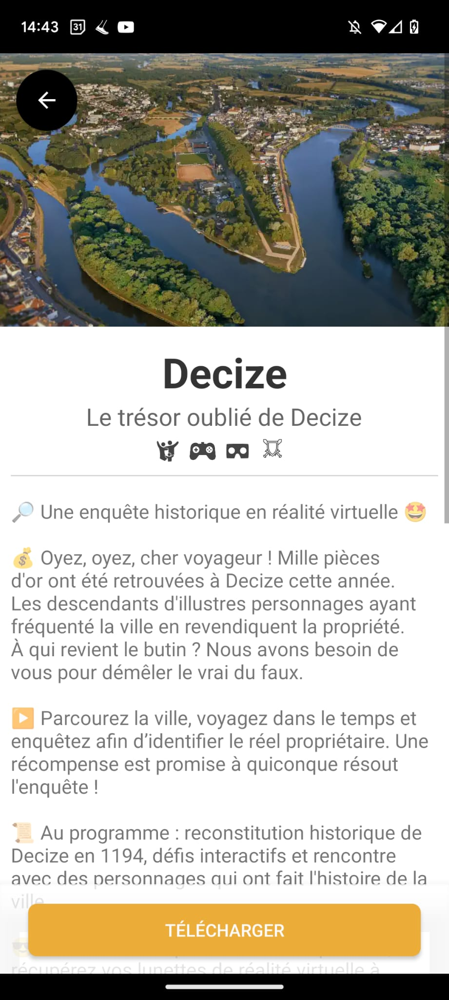 14:43
31
Decize
Le trésor oublié de Decize
🔎 Une enquête historique en réalité virtuelle 🤩
💰 Oyez, oyez, cher voyageur ! Mille pièces
d'or ont été retrouvées à Decize cette année.
Les descendants d'illustres personnages ayant
fréquenté la ville en revendiquent la propriété.
À qui revient le butin ? Nous avons besoin de
vous pour démêler le vrai du faux.
▶️ Parcourez la ville, voyagez dans le temps et
enquêtez afin d’identifier le réel propriétaire. Une
récompense est promise à quiconque résout
l'enquête !
📜 Au programme : reconstitution historique de
Decize en 1194, défis interactifs et rencontre
avec des personnages qui ont fait l'histoire de la
ville
TÉLÉCHARGER
récupérez vos lunettes de réalité virtuelle à